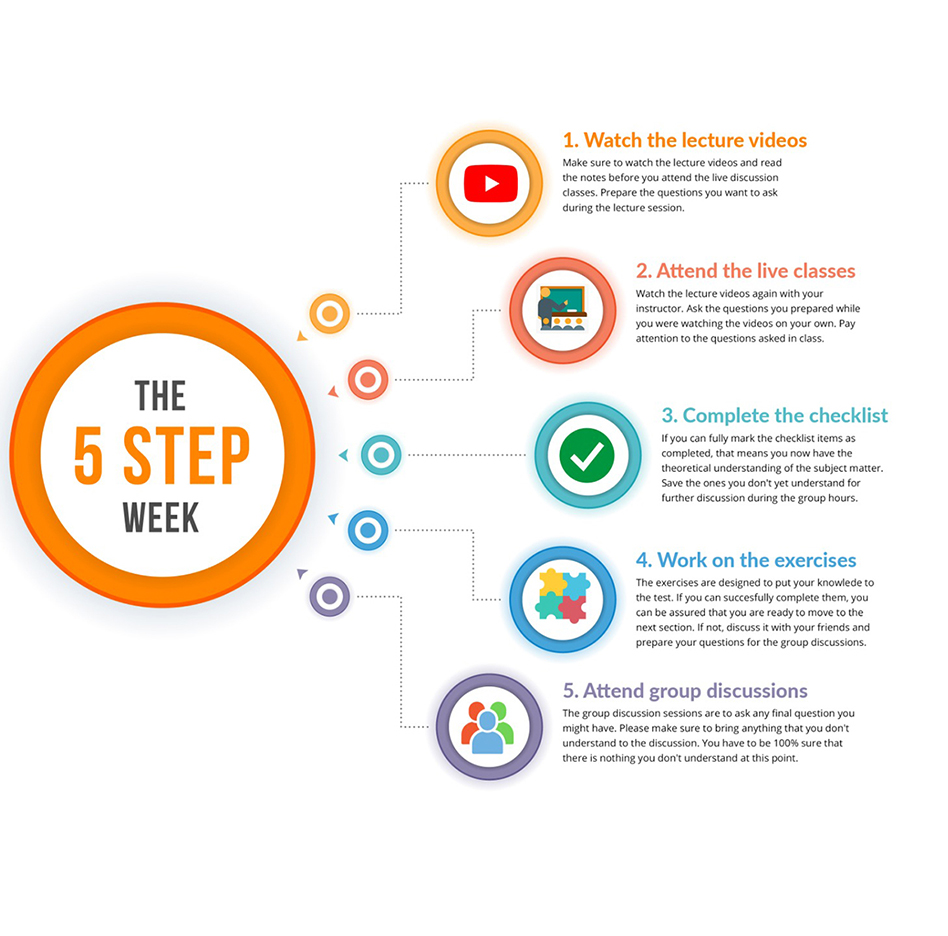 THE
5 STEP
WEEK
1. Watch the lecture videos
Make sure to watch the lecture videos and read
the notes before you attend the live discussion
classes. Prepare the questions you want to ask
during the lecture session.
2. Attend the live classes
Watch the lecture videos again with your
instructor. Ask the questions you prepared while
you were watching the videos on your own. Pay
attention to the questions asked in class.
3. Complete the checklist
If you can fully mark the checklist items as
completed, that means you now have the
theoretical understanding of the subject matter.
Save the ones you don't yet understand for
further discussion during the group hours.
4. Work on the exercises
The exercises are designed to put your knowlede to
the test. If you can succesfully complete them, you
can be assured that you are ready to move to the
next section. If not, discuss it with your friends and
prepare your questions for the group discussions.
5. Attend group discussions
The group discussion sessions are to ask any final question you
might have. Please make sure to bring anything that you don't
understand to the discussion. You have to be 100% sure that
there is nothing you don't understand at this point.